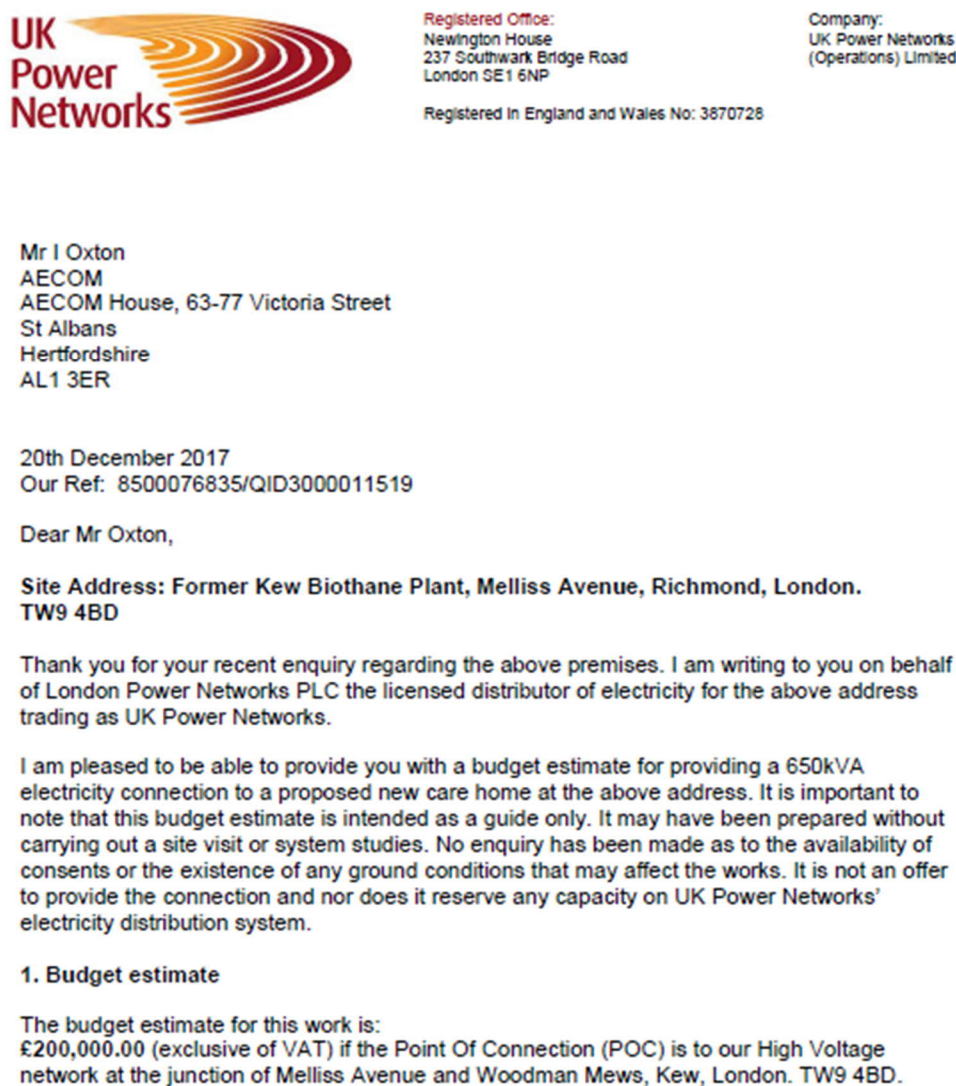 UK
Power
Networks
Registered Office:
Newington House
237 Southwark Bridge Road
London SE1 6NP
Registered in England and Wales No: 3870728
Company:
UK Power Networks
(Operations) Limited
Mr I Oxton
AECOM
AECOM House, 63-77 Victoria Street
St Albans
Hertfordshire
AL1 3ER
20th December 2017
Our Ref: 8500076835/QID3000011519
Dear Mr Oxton,
Site Address: Former Kew Biothane Plant, Melliss Avenue, Richmond, London.
TW9 4BD
Thank you for your recent enquiry regarding the above premises. I am writing to you on behalf
of London Power Networks PLC the licensed distributor of electricity for the above address
trading as UK Power Networks.
I am pleased to be able to provide you with a budget estimate for providing a 650kVA
electricity connection to a proposed new care home at the above address. It is important to
note that this budget estimate is intended as a guide only. It may have been prepared without
carrying out a site visit or system studies. No enquiry has been made as to the availability of
consents or the existence of any ground conditions that may affect the works. It is not an offer
to provide the connection and nor does it reserve any capacity on UK Power Networks'
electricity distribution system.
1. Budget estimate
The budget estimate for this work is:
£200,000.00 (exclusive of VAT) if the Point Of Connection (POC) is to our High Voltage
network at the junction of Melliss Avenue and Woodman Mews, Kew, London. TW9 4BD.